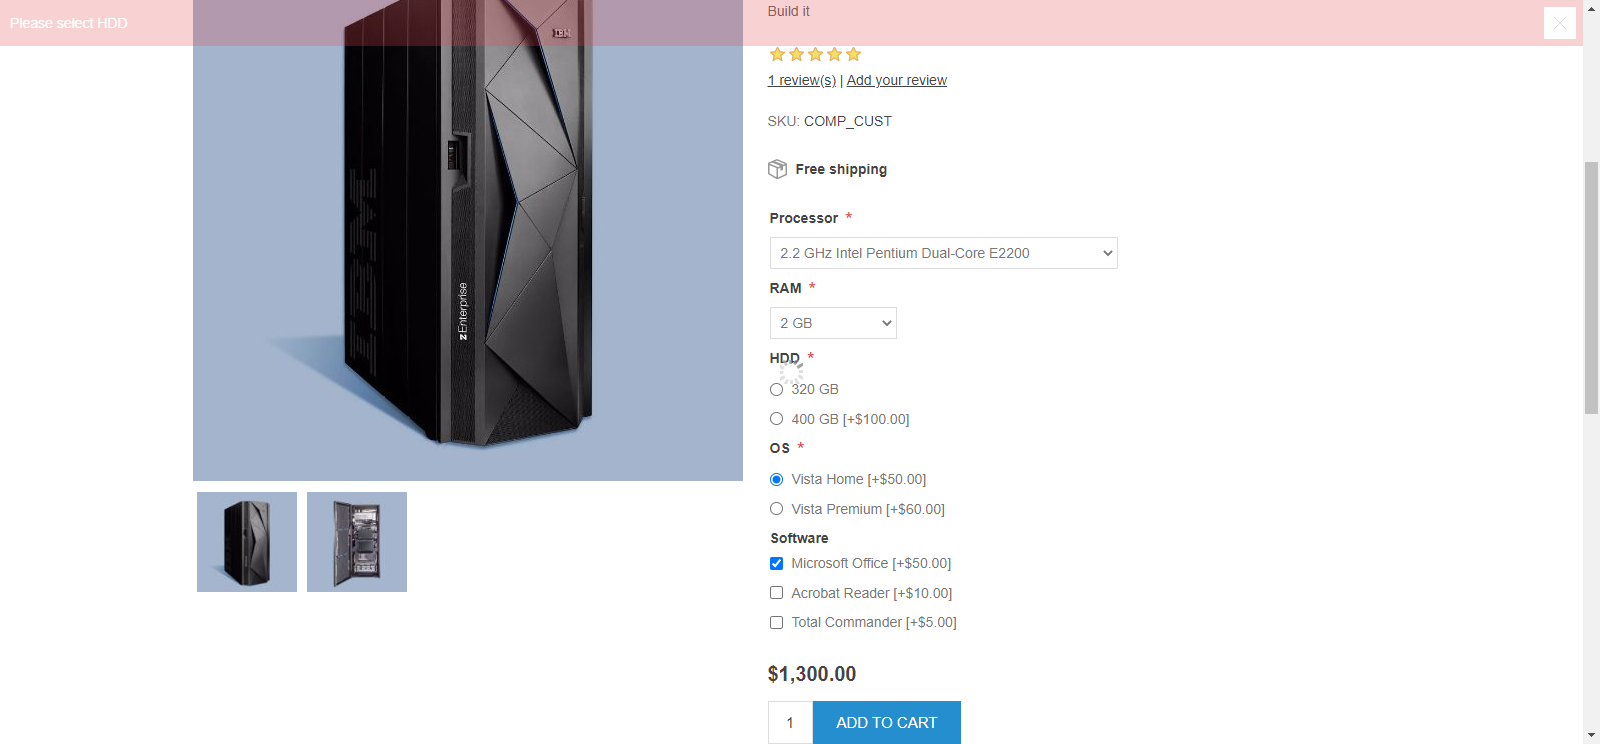 Please select HDD
Build it
IBM
1 review(s) | Add your review
SKU: COMP_CUST
Free shipping
Processor *
2.2 GHz Intel Pentium Dual-Core E2200
RAM *
2 GB
HDD *
320 GB
400 GB [+$100.00]
OS *
Vista Home [+$50.00]
Vista Premium [+$60.00]
Software
Microsoft Office [+$50.00]
Acrobat Reader [+$10.00]
Total Commander [+$5.00]
$1,300.00
1
ADD TO CART
IBM
zEnterprise